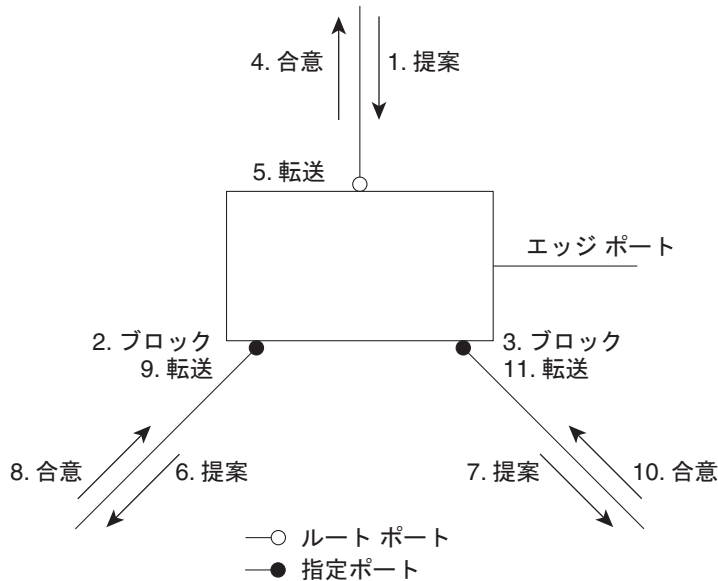 4. 合意
1. 提案
5. 転送
エッジ ポート
2. ブロック
9. 転送
3. ブロック
11. 転送
8. 合意
6. 提案
7. 提案
10. 合意
ルート ポート
指定ポート